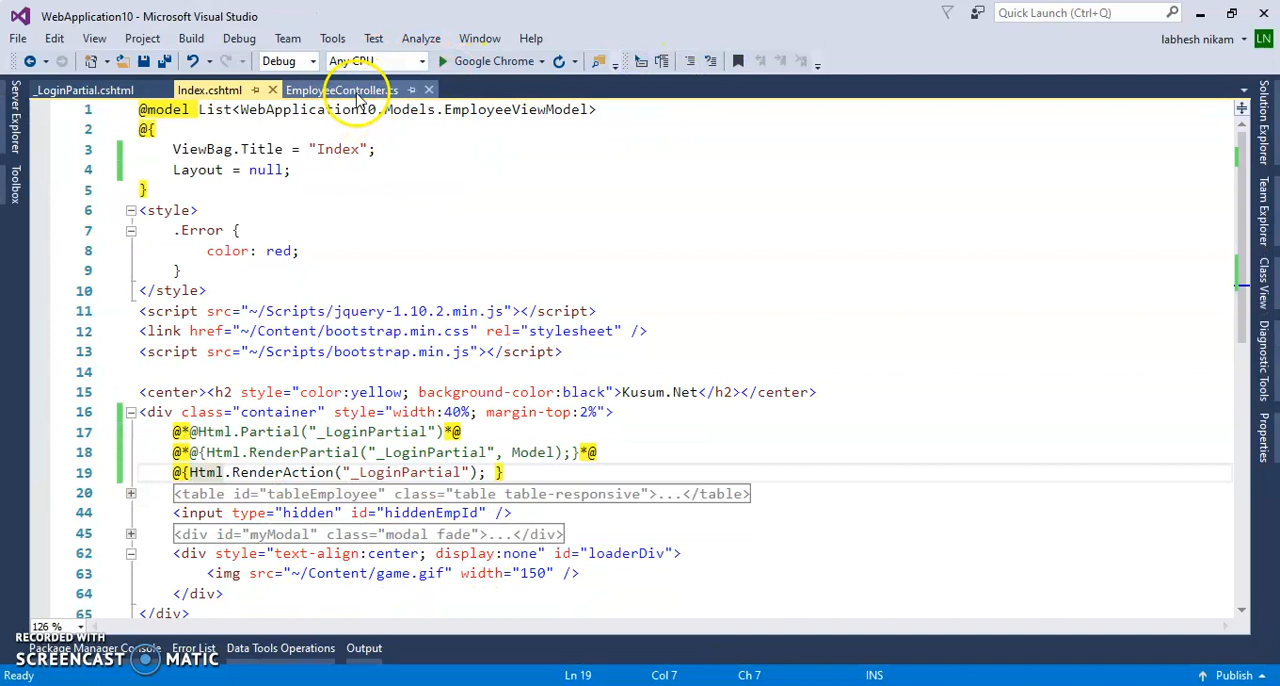 WebApplication10 - Microsoft Visual Studio
Quick Launch (Ctrl+Q)
File Edit View Project Build Debug Team Tools Test Analyze Window Help
labhesh nikam LN
Debug Any CPU Google Chrome
_LoginPartial.cshtml Index.cshtml EmployeeController.cs
Server Explorer
Toolbox
Solution Explorer
Team Explorer
Class View
Diagnostic Tools
Properties
1 @model List<WebApplication10.Models.EmployeeViewModel>
2 @{
3 ViewBag.Title = "Index";
4 Layout = null;
5 }
6 <style>
7 .Error {
8 color: red;
9 }
10 </style>
11 <script src="~/Scripts/jquery-1.10.2.min.js"></script>
12 <link href="~/Content/bootstrap.min.css" rel="stylesheet" />
13 <script src="~/Scripts/bootstrap.min.js"></script>
14
15 <center><h2 style="color:yellow; background-color:black">Kusum.Net</h2></center>
16 <div class="container" style="width:40%; margin-top:2%">
17 @*@Html.Partial("_LoginPartial")*@
18 @*@{Html.RenderPartial("_LoginPartial", Model);}*@
19 @{Html.RenderAction("_LoginPartial"); }
20 <table id="tableEmployee" class="table table-responsive">...</table>
44 <input type="hidden" id="hiddenEmpId" />
45 <div id="myModal" class="modal fade">...</div>
62 <div style="text-align:center; display:none" id="loaderDiv">
63 <img src="~/Content/game.gif" width="150" />
64 </div>
65 </div>
126 %
RECORDED WITH
SCREENCAST MATIC
Package Manager Console Error List Data Tools Operations Output
Ready Ln 19 Col 7 Ch 7 INS Publish